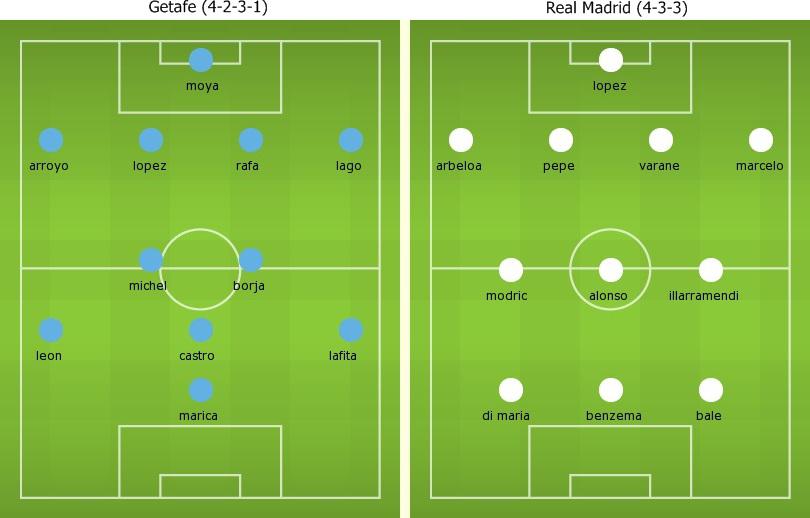 Getafe (4-2-3-1)
moya
arroyo lopez rafa lago
michel borja
leon castro lafita
marica
Real Madrid (4-3-3)
lopez
arbeloa pepe varane marcelo
modric alonso illarramendi
di maria benzema bale